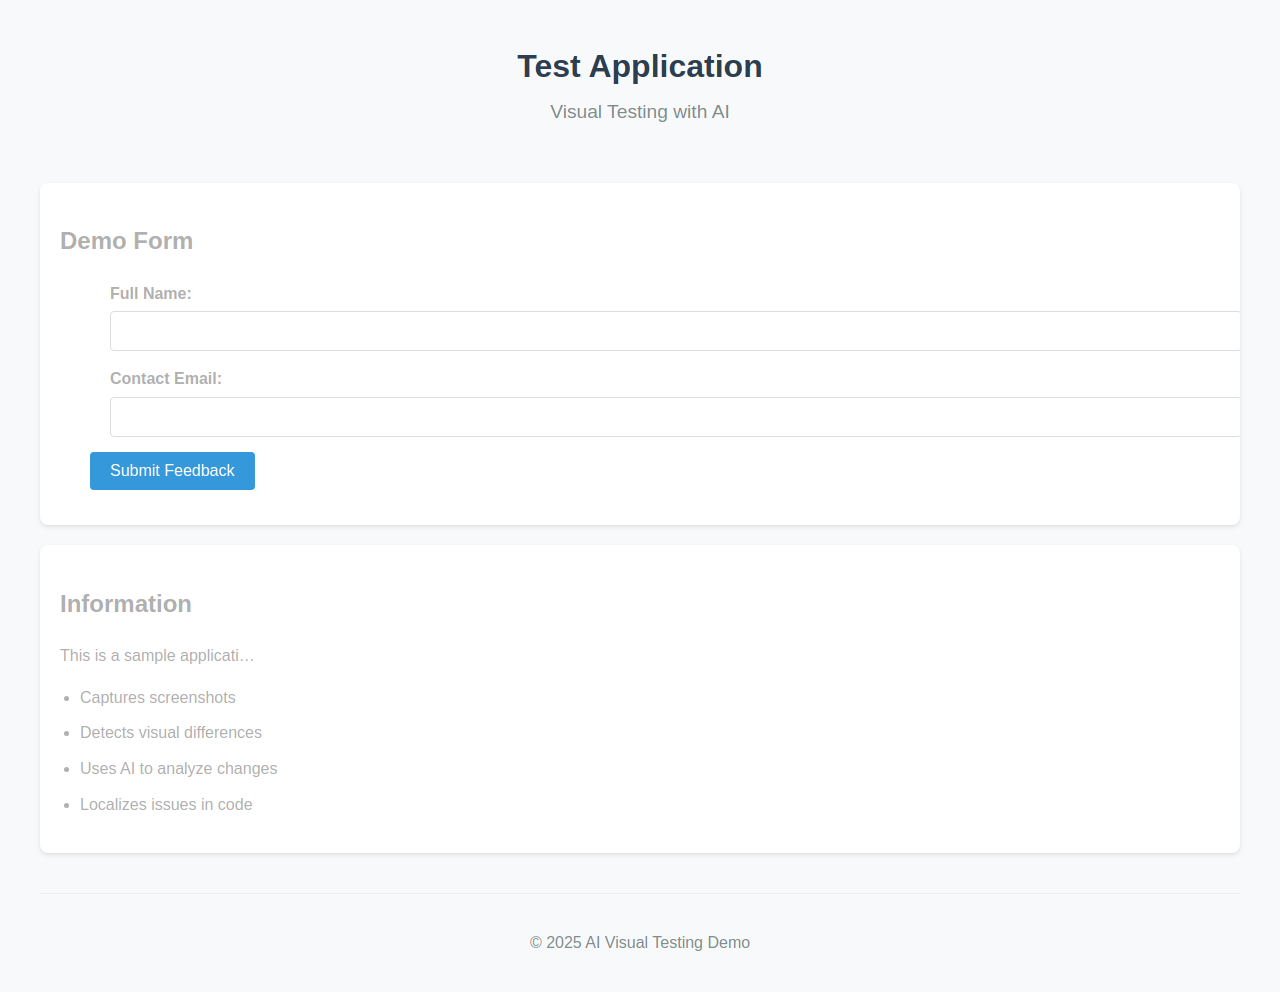 Test Application
Visual Testing with AI
Demo Form
Full Name:
Contact Email:
Submit Feedback
Information
This is a sample applicati…
Captures screenshots
Detects visual differences
Uses AI to analyze changes
Localizes issues in code
© 2025 AI Visual Testing Demo